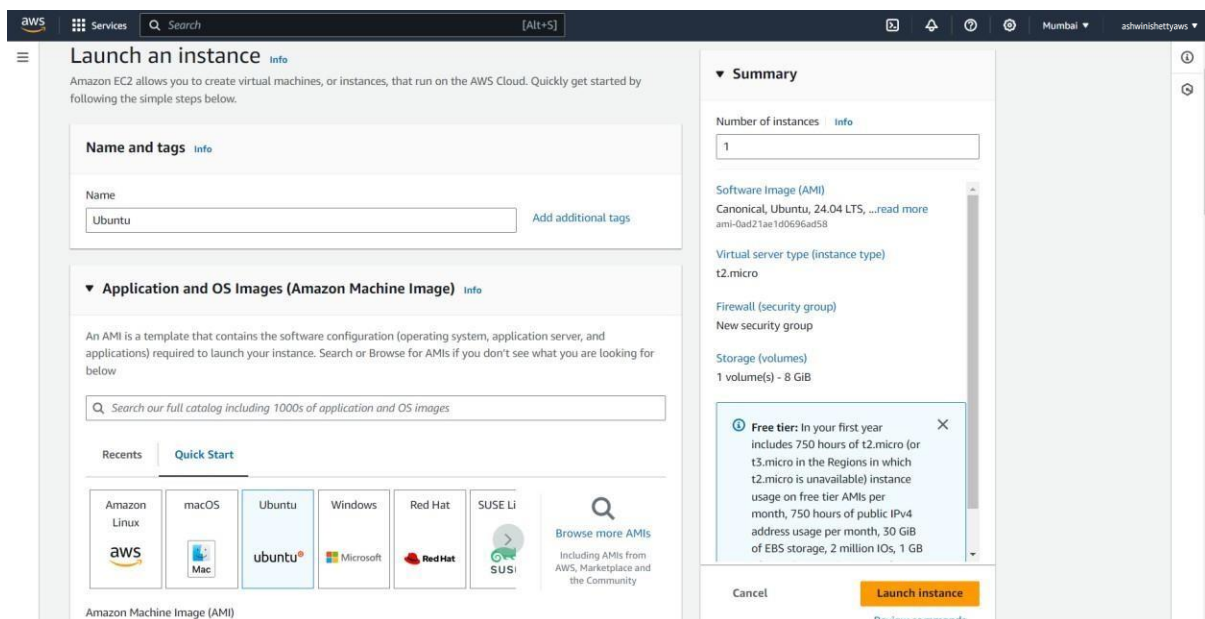 aws
Services
Search
[Alt+S]
Mumbai
ashwinishettyaws
Launch an instance Info
Amazon EC2 allows you to create virtual machines, or instances, that run on the AWS Cloud. Quickly get started by
following the simple steps below.
Name and tags Info
Name
Ubuntu
Add additional tags
Application and OS Images (Amazon Machine Image) Info
An AMI is a template that contains the software configuration (operating system, application server, and
applications) required to launch your instance. Search or Browse for AMIs if you don't see what you are looking for
below
Search our full catalog including 1000s of application and OS images
Recents
Quick Start
Amazon
Linux
aws
macOS
Mac
Ubuntu
ubuntu®
Windows
Microsoft
Red Hat
Red Hat
SUSE Li
SUS
Browse more AMIs
Including AMIs from
AWS, Marketplace and
the Community
Amazon Machine Image (AMI)
Summary
Number of instances Info
1
Software Image (AMI)
Canonical, Ubuntu, 24.04 LTS, ...read more
ami-0ad21ae1d0696ad58
Virtual server type (instance type)
t2.micro
Firewall (security group)
New security group
Storage (volumes)
1 volume(s) - 8 GiB
Free tier: In your first year
includes 750 hours of t2.micro (or
t3.micro in the Regions in which
t2.micro is unavailable) instance
usage on free tier AMIs per
month, 750 hours of public IPv4
address usage per month, 30 GiB
of EBS storage, 2 million IOs, 1 GB
Cancel
Launch instance